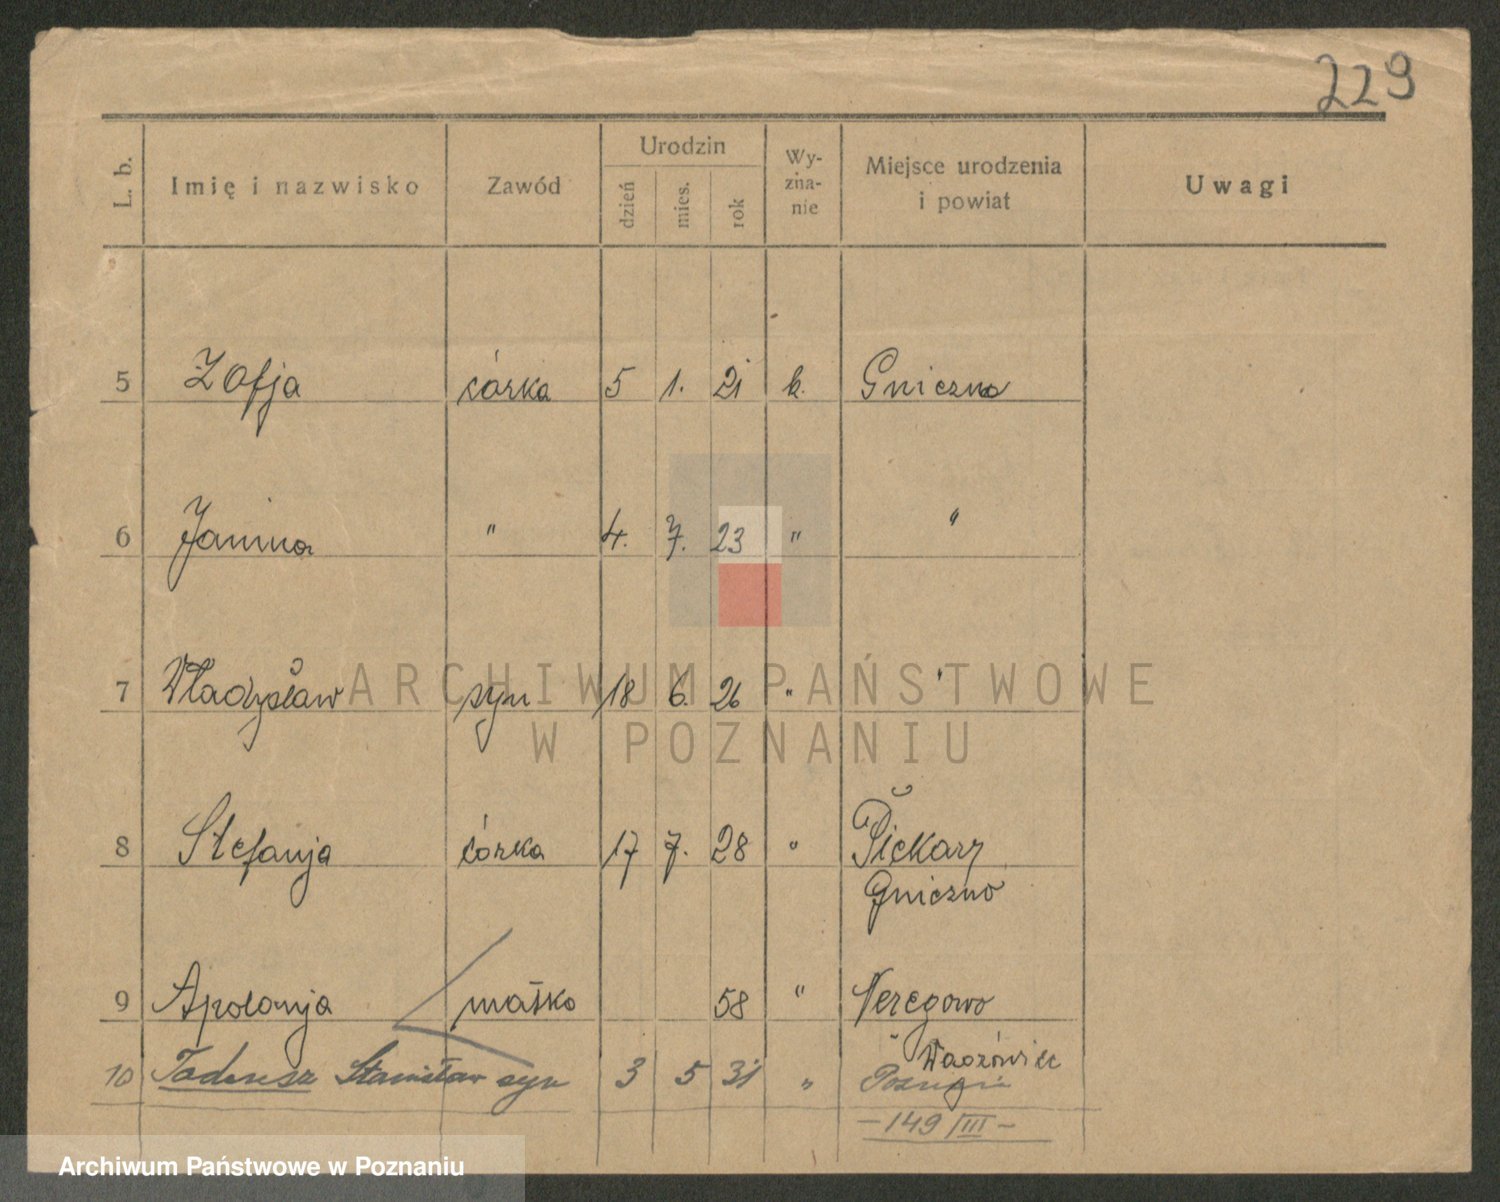 229
L. b. Imię i nazwisko Zawód Urodzin dzień mies. rok Wy-zna-nie Miejsce urodzenia i powiat Uwagi
5 Zofja córka 5 1. 21 k. Gniezno
6 Janina " 4. 7. 23 " "
7 Władysław syn 18 6. 26 " "
ARCHIWUM PAŃSTWOWE
W POZNANIU
8 Stefanja córka 17 7. 28 " Piekary
Gniezno
9 Apolonja matka 58 "
10 Tadeusz Stanisław syn 3 5 31 " Poznań
-149 III-
Archiwum Państwowe w Poznaniu